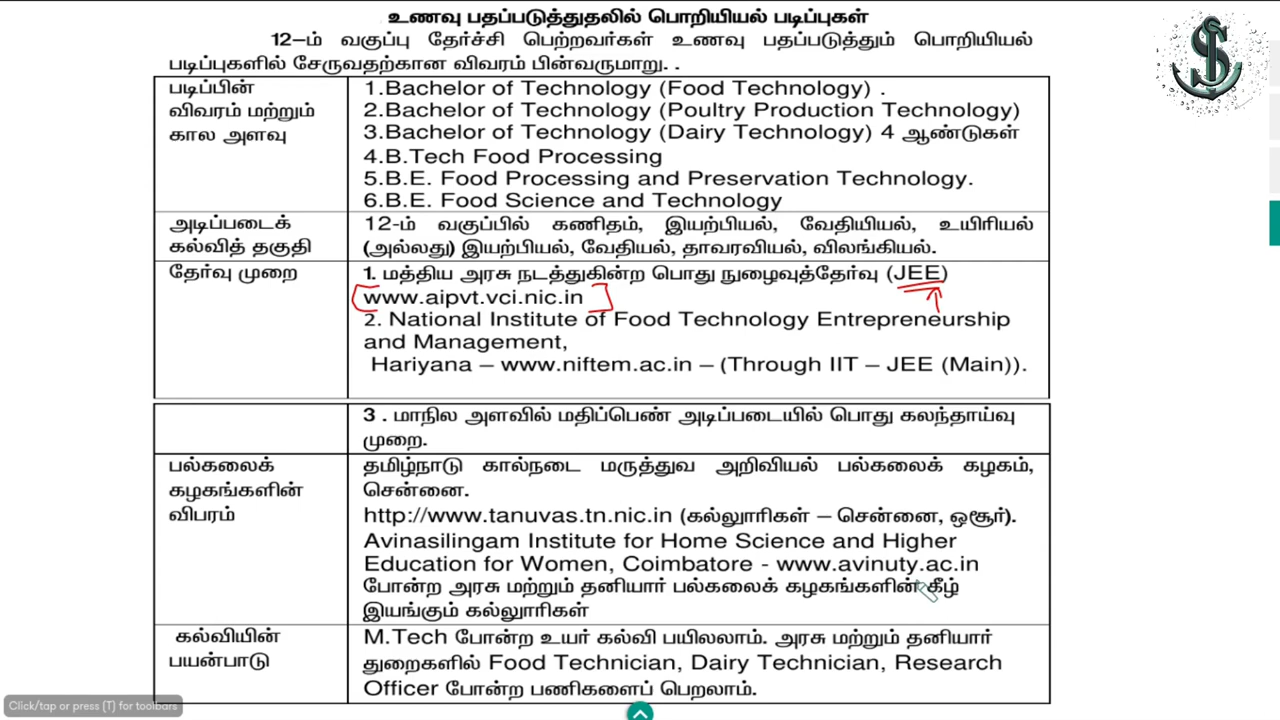 உணவு பதப்படுத்துதலில் பொறியியல் படிப்புகள்
12–ம் வகுப்பு தேர்ச்சி பெற்றவர்கள் உணவு பதப்படுத்தும் பொறியியல்
படிப்புகளில் சேருவதற்கான விவரம் பின்வருமாறு. .
படிப்பின்
விவரம் மற்றும்
கால அளவு
1.Bachelor of Technology (Food Technology) .
2.Bachelor of Technology (Poultry Production Technology)
3.Bachelor of Technology (Dairy Technology) 4 ஆண்டுகள்
4.B.Tech Food Processing
5.B.E. Food Processing and Preservation Technology.
6.B.E. Food Science and Technology
அடிப்படைக்
கல்வித் தகுதி
12-ம் வகுப்பில் கணிதம், இயற்பியல், வேதியியல், உயிரியல்
(அல்லது) இயற்பியல், வேதியல், தாவரவியல், விலங்கியல்.
தேர்வு முறை
1. மத்திய அரசு நடத்துகின்ற பொது நுழைவுத்தேர்வு (JEE)
www.aipvt.vci.nic.in
2. National Institute of Food Technology Entrepreneurship
and Management,
Hariyana – www.niftem.ac.in – (Through IIT – JEE (Main)).
3 . மாநில அளவில் மதிப்பெண் அடிப்படையில் பொது கலந்தாய்வு
முறை.
பல்கலைக்
கழகங்களின்
விபரம்
தமிழ்நாடு கால்நடை மருத்துவ அறிவியல் பல்கலைக் கழகம்,
சென்னை.
http://www.tanuvas.tn.nic.in (கல்லூரிகள் – சென்னை, ஒசூர்).
Avinasilingam Institute for Home Science and Higher
Education for Women, Coimbatore - www.avinuty.ac.in
போன்ற அரசு மற்றும் தனியார் பல்கலைக் கழகங்களின் கீழ்
இயங்கும் கல்லூரிகள்
கல்வியின்
பயன்பாடு
M.Tech போன்ற உயர் கல்வி பயிலலாம். அரசு மற்றும் தனியார்
துறைகளில் Food Technician, Dairy Technician, Research
Officer போன்ற பணிகளைப் பெறலாம்.
Click/tap or press (T) for toolbars